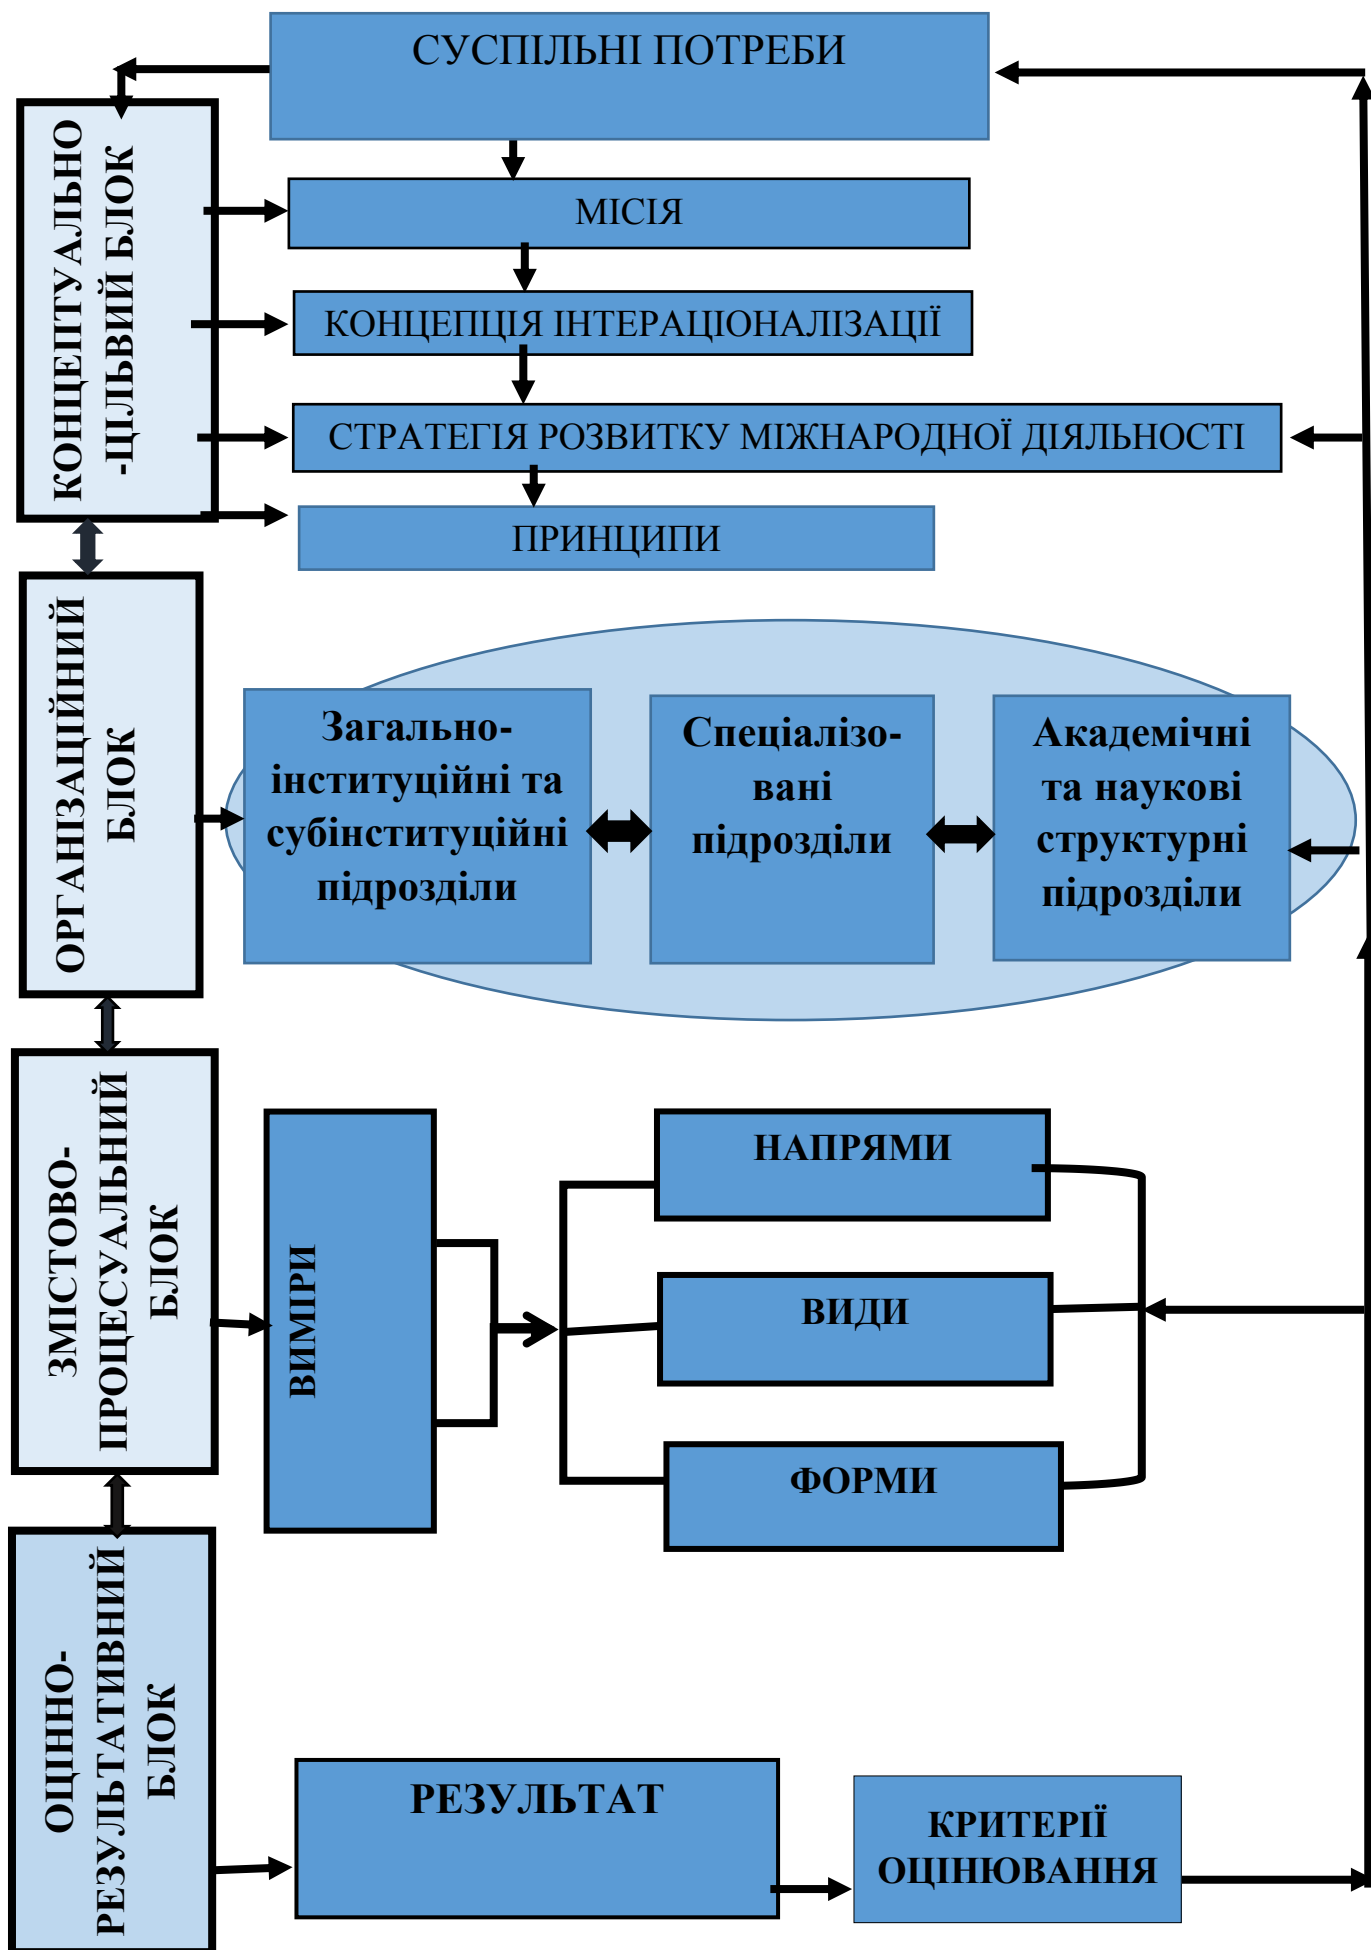 СУСПІЛЬНІ ПОТРЕБИ
КОНЦЕПТУАЛЬНО
-ЦІЛЬВИЙ БЛОК
МІСІЯ
КОНЦЕПЦІЯ ІНТЕРАЦІОНАЛІЗАЦІЇ
СТРАТЕГІЯ РОЗВИТКУ МІЖНАРОДНОЇ ДІЯЛЬНОСТІ
ПРИНЦИПИ
ОРГАНІЗАЦІЙНИЙ
БЛОК
Загально-
інституційні та
субінституційні
підрозділи
Спеціалізо-
вані
підрозділи
Академічні
та наукові
структурні
підрозділи
ЗМІСТОВО-
ПРОЦЕСУАЛЬНИЙ
БЛОК
ВИМІРИ
НАПРЯМИ
ВИДИ
ФОРМИ
ОЦІННО-
РЕЗУЛЬТАТИВНИЙ
БЛОК
РЕЗУЛЬТАТ
КРИТЕРІЇ
ОЦІНЮВАННЯ